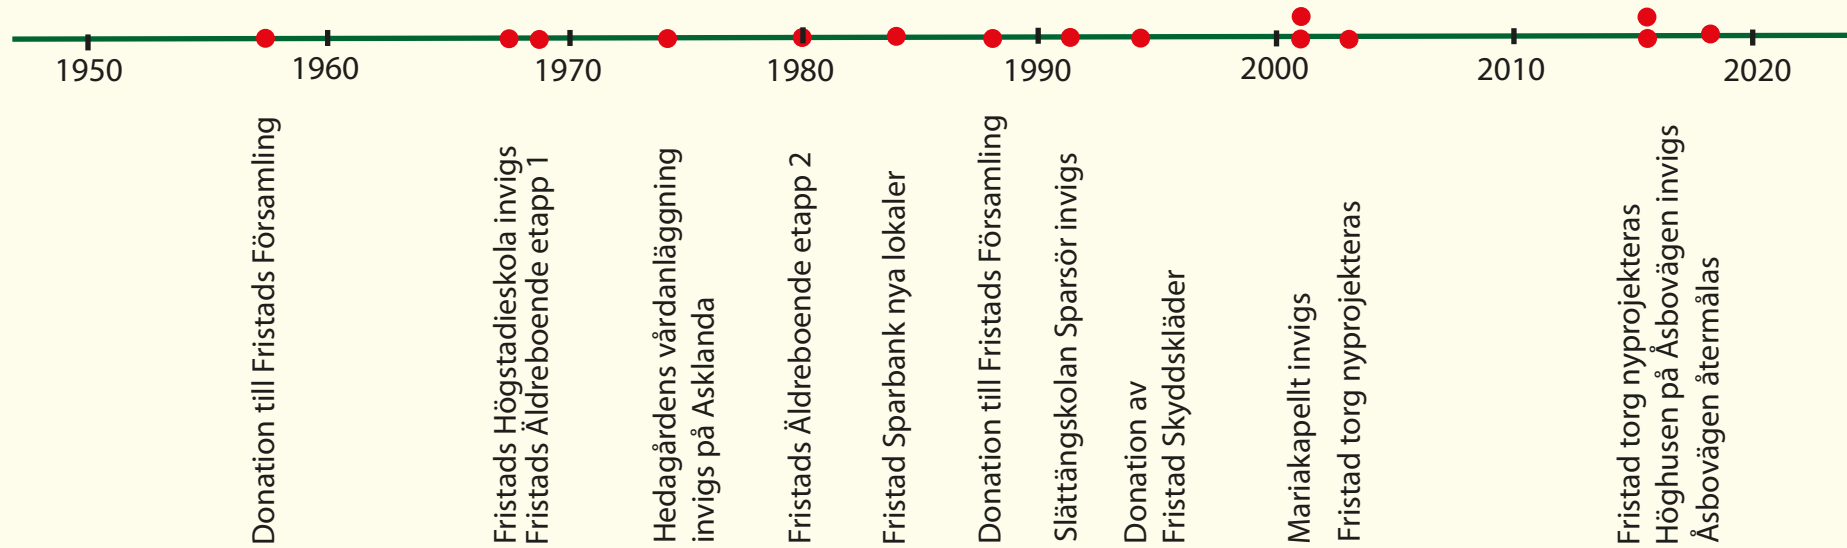 1950
1960
1970
1980
1990
2000
2010
2020
Donation till Fristads Församling
Fristads Högstadieskola invigs
Fristads Äldreboende etapp 1
Hedagårdens vårdanläggning
invigs på Asklanda
Fristads Äldreboende etapp 2
Fristad Sparbank nya lokaler
Donation till Fristads Församling
Slättängskolan Sparsör invigs
Donation av
Fristad Skyddskläder
Mariakapellt invigs
Fristad torg nyprojekteras
Fristad torg nyprojekteras
Höghusen på Åsbovägen invigs
Åsbovägen återmålas